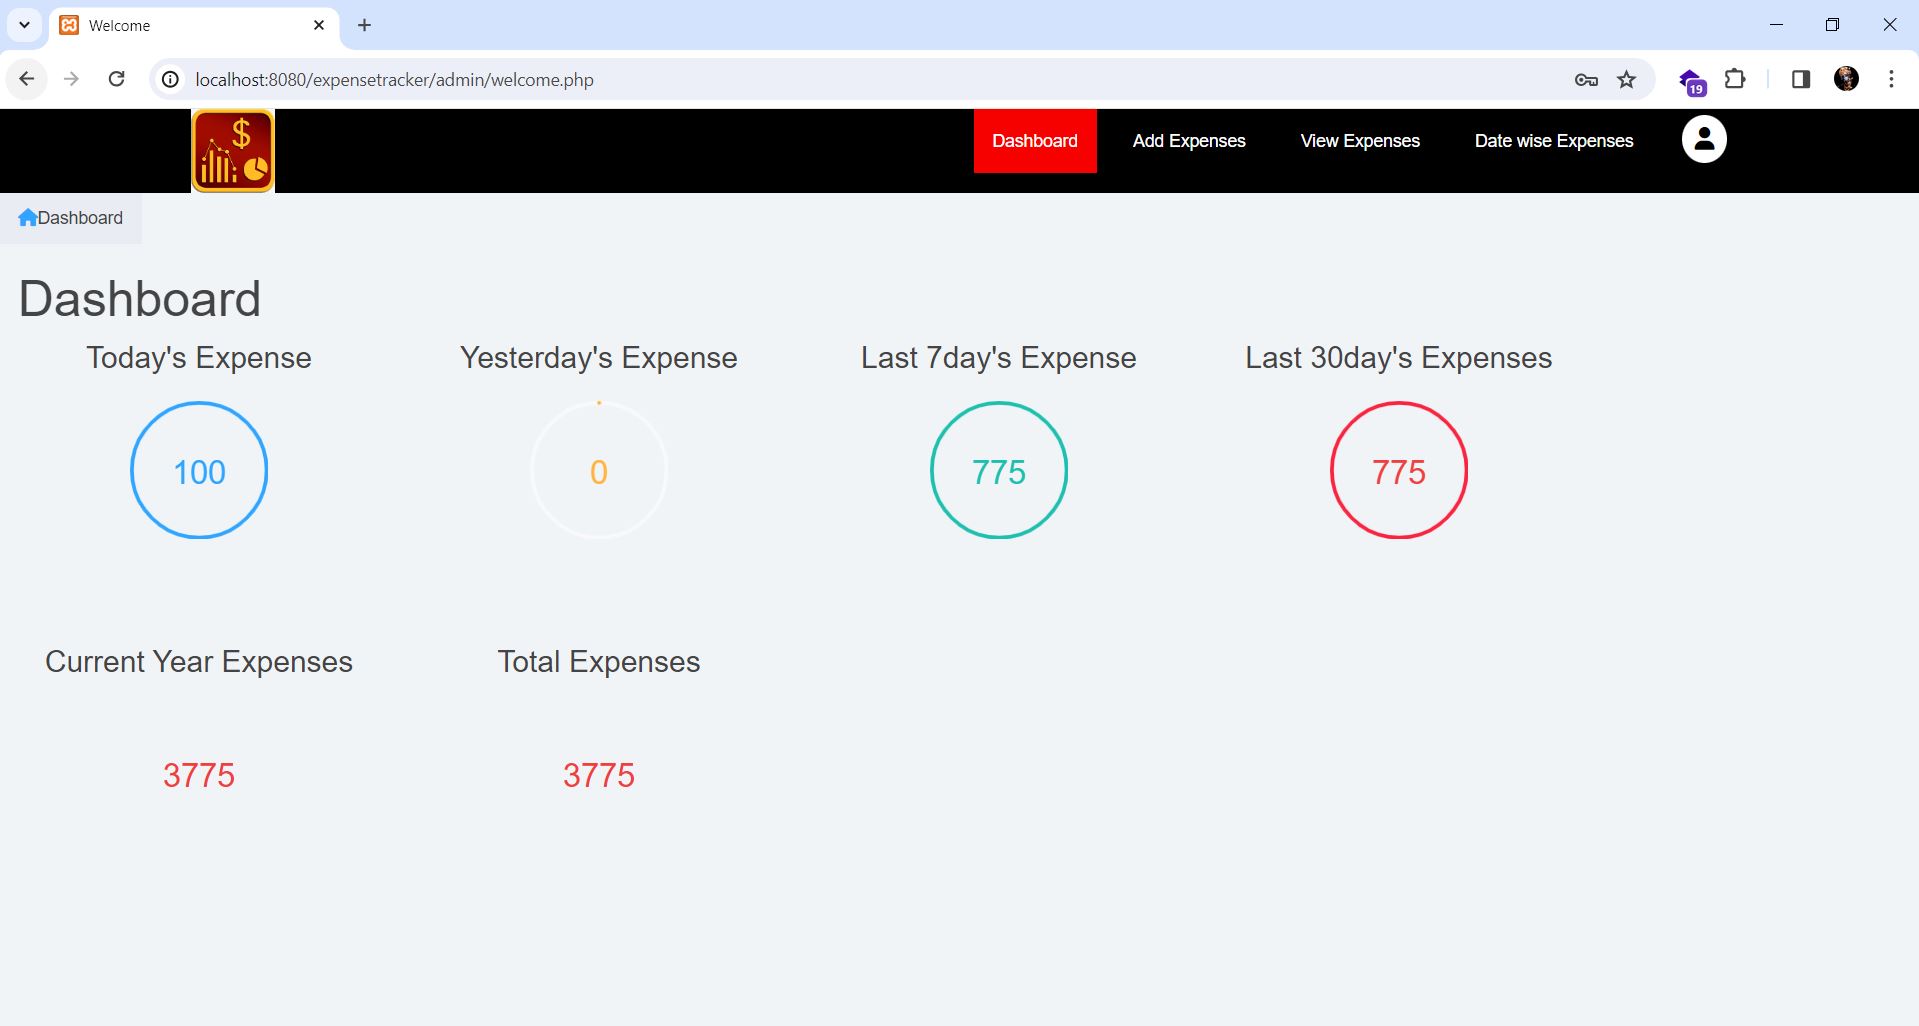 Welcome
localhost:8080/expensetracker/admin/welcome.php
19
$
Dashboard Add Expenses View Expenses Date wise Expenses
Dashboard
Dashboard
Today's Expense Yesterday's Expense Last 7day's Expense Last 30day's Expenses
100 0 775 775
Current Year Expenses Total Expenses
3775 3775